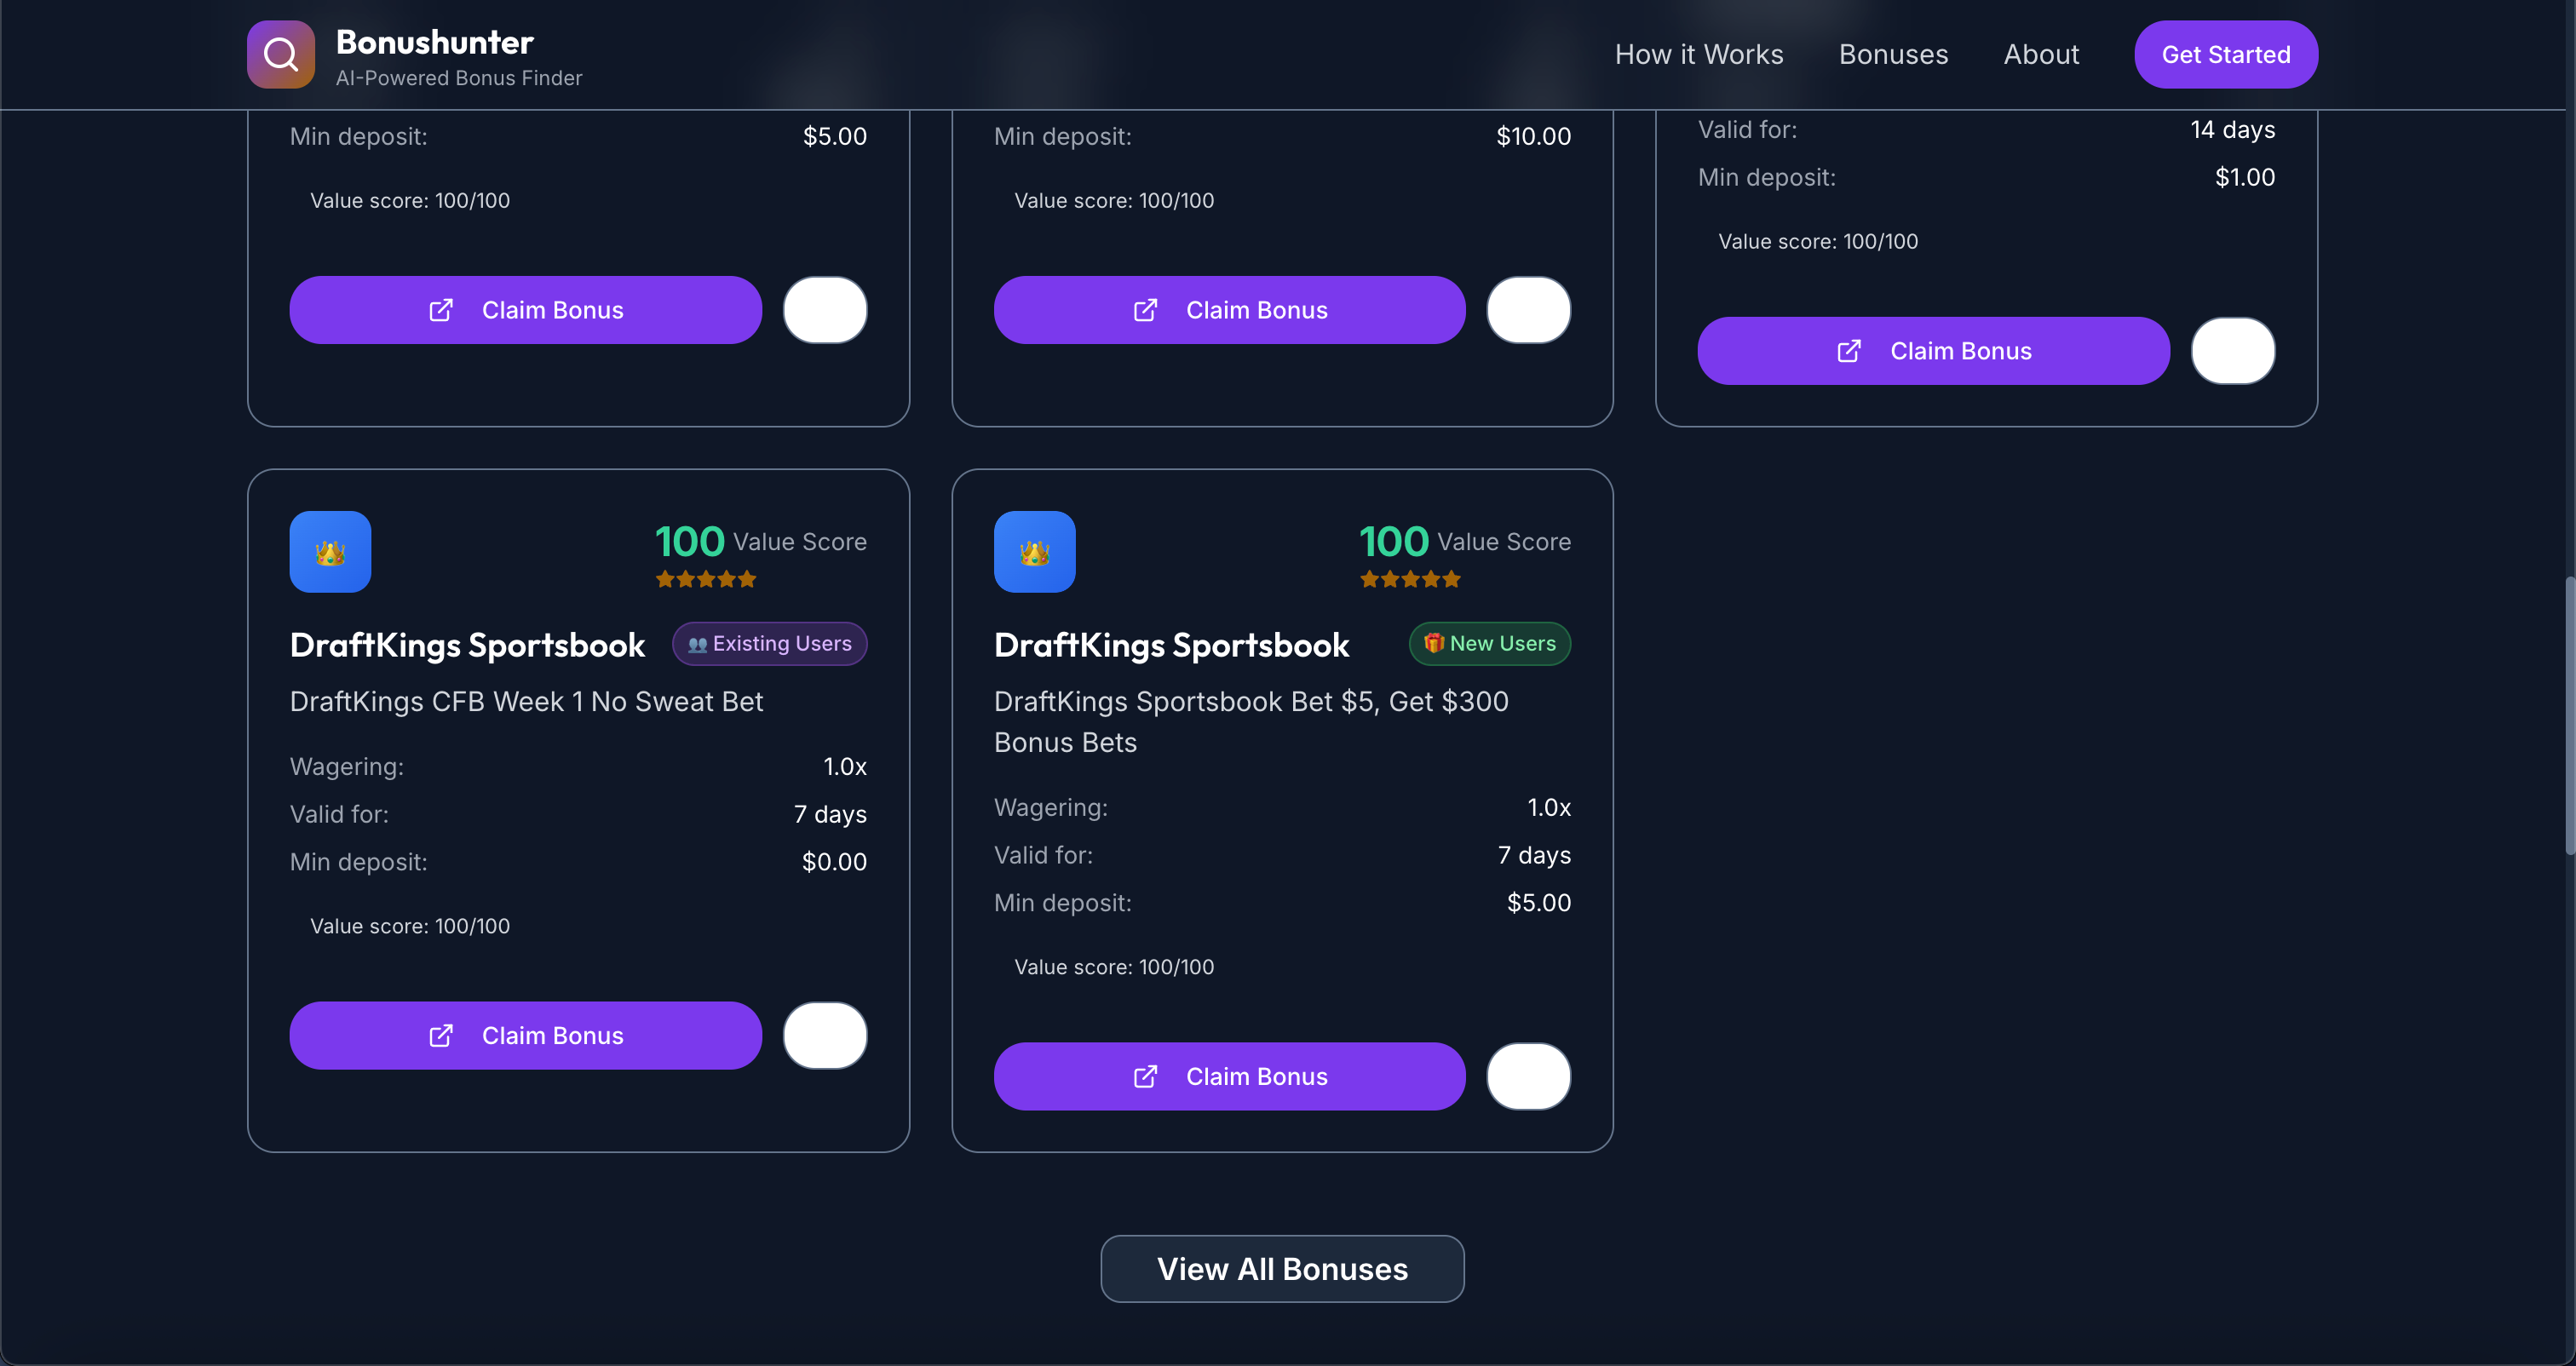 Bonushunter
AI-Powered Bonus Finder
How it Works
Bonuses
About
Get Started
Min deposit: $5.00
Value score: 100/100
Claim Bonus
Min deposit: $10.00
Value score: 100/100
Claim Bonus
Valid for: 14 days
Min deposit: $1.00
Value score: 100/100
Claim Bonus
100 Value Score
DraftKings Sportsbook
Existing Users
DraftKings CFB Week 1 No Sweat Bet
Wagering: 1.0x
Valid for: 7 days
Min deposit: $0.00
Value score: 100/100
Claim Bonus
100 Value Score
DraftKings Sportsbook
New Users
DraftKings Sportsbook Bet $5, Get $300
Bonus Bets
Wagering: 1.0x
Valid for: 7 days
Min deposit: $5.00
Value score: 100/100
Claim Bonus
View All Bonuses